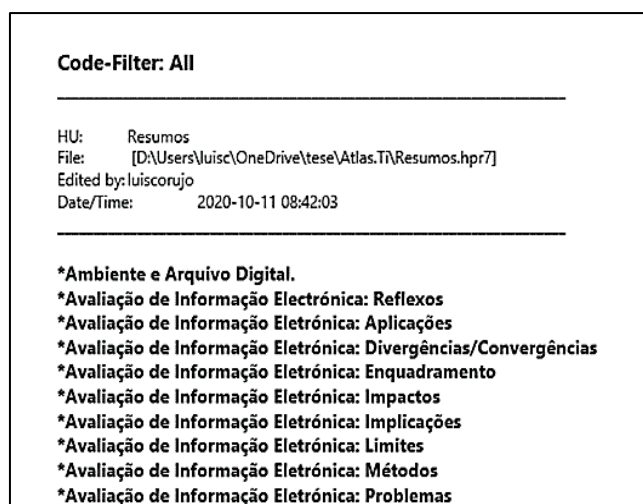 Code-Filter: All
HU: Resumos
File: [D:\Users\luisc\OneDrive\tese\Atlas.Ti\Resumos.hpr7]
Edited by: luiscorujo
Date/Time: 2020-10-11 08:42:03
*Ambiente e Arquivo Digital.
*Avaliação de Informação Electrónica: Reflexos
*Avaliação de Informação Eletrónica: Aplicações
*Avaliação de Informação Eletrónica: Divergências/Convergências
*Avaliação de Informação Eletrónica: Enquadramento
*Avaliação de Informação Eletrónica: Impactos
*Avaliação de Informação Eletrónica: Implicações
*Avaliação de Informação Eletrónica: Limites
*Avaliação de Informação Eletrónica: Métodos
*Avaliação de Informação Eletrónica: Problemas